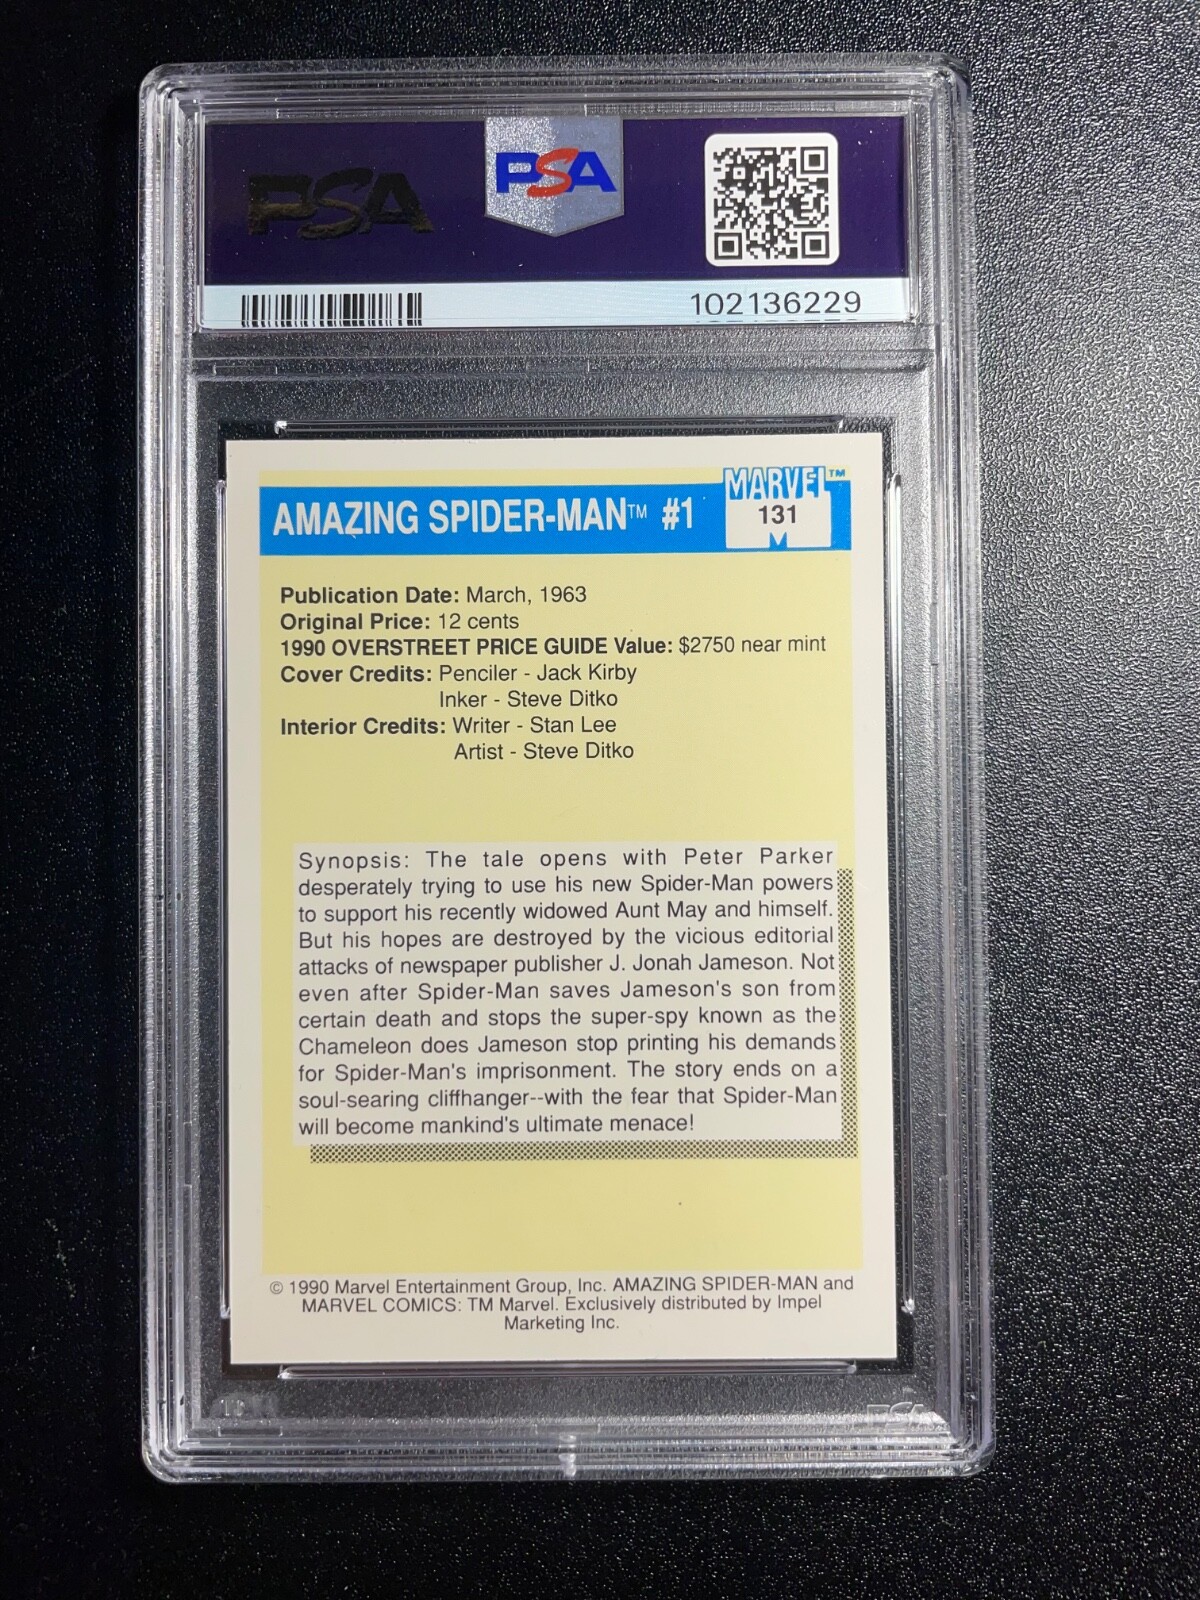 PSA
PSA
102136229
AMAZING SPIDER-MAN™ #1
MARVEL™
131
M
Publication Date: March, 1963
Original Price: 12 cents
1990 OVERSTREET PRICE GUIDE Value: $2750 near mint
Cover Credits: Penciler - Jack Kirby
Inker - Steve Ditko
Interior Credits: Writer - Stan Lee
Artist - Steve Ditko
Synopsis: The tale opens with Peter Parker
desperately trying to use his new Spider-Man powers
to support his recently widowed Aunt May and himself.
But his hopes are destroyed by the vicious editorial
attacks of newspaper publisher J. Jonah Jameson. Not
even after Spider-Man saves Jameson's son from
certain death and stops the super-spy known as the
Chameleon does Jameson stop printing his demands
for Spider-Man's imprisonment. The story ends on a
soul-searing cliffhanger--with the fear that Spider-Man
will become mankind's ultimate menace!
© 1990 Marvel Entertainment Group, Inc. AMAZING SPIDER-MAN and
MARVEL COMICS: TM Marvel. Exclusively distributed by Impel
Marketing Inc.
PSA